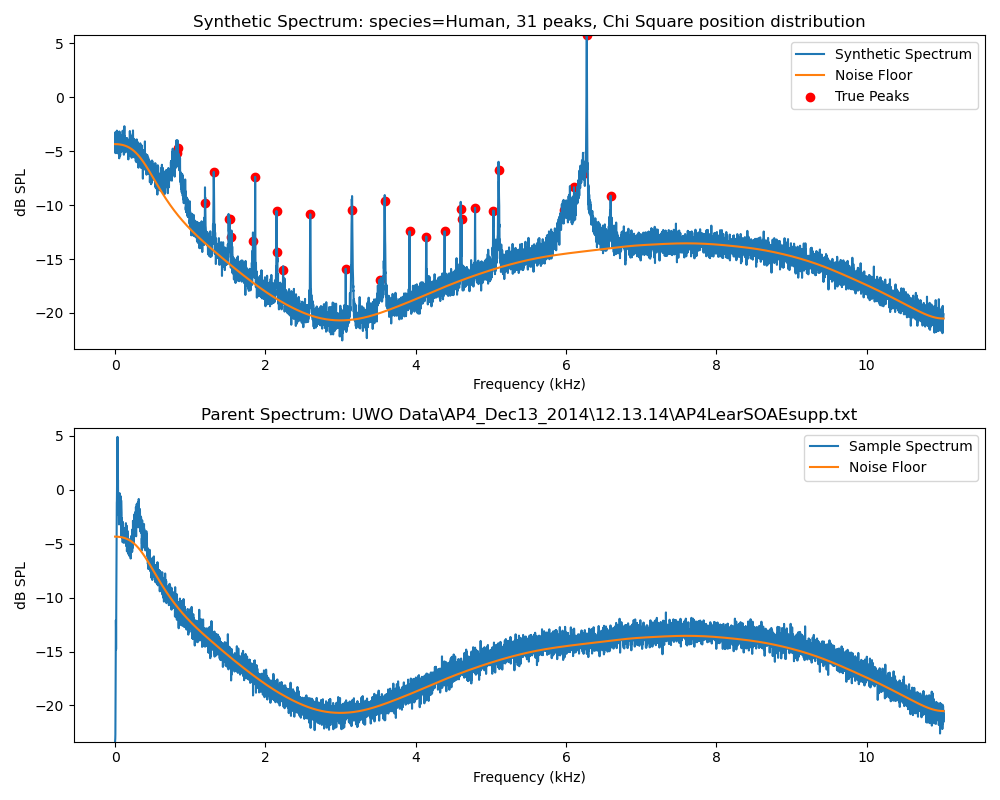 Synthetic Spectrum: species=Human, 31 peaks, Chi Square position distribution
5
0
−5
−10
−15
−20
dB SPL
Synthetic Spectrum
Noise Floor
True Peaks
0 2 4 6 8 10
Frequency (kHz)
Parent Spectrum: UWO Data\AP4_Dec13_2014\12.13.14\AP4LearSOAEsupp.txt
5
0
−5
−10
−15
−20
dB SPL
Sample Spectrum
Noise Floor
0 2 4 6 8 10
Frequency (kHz)